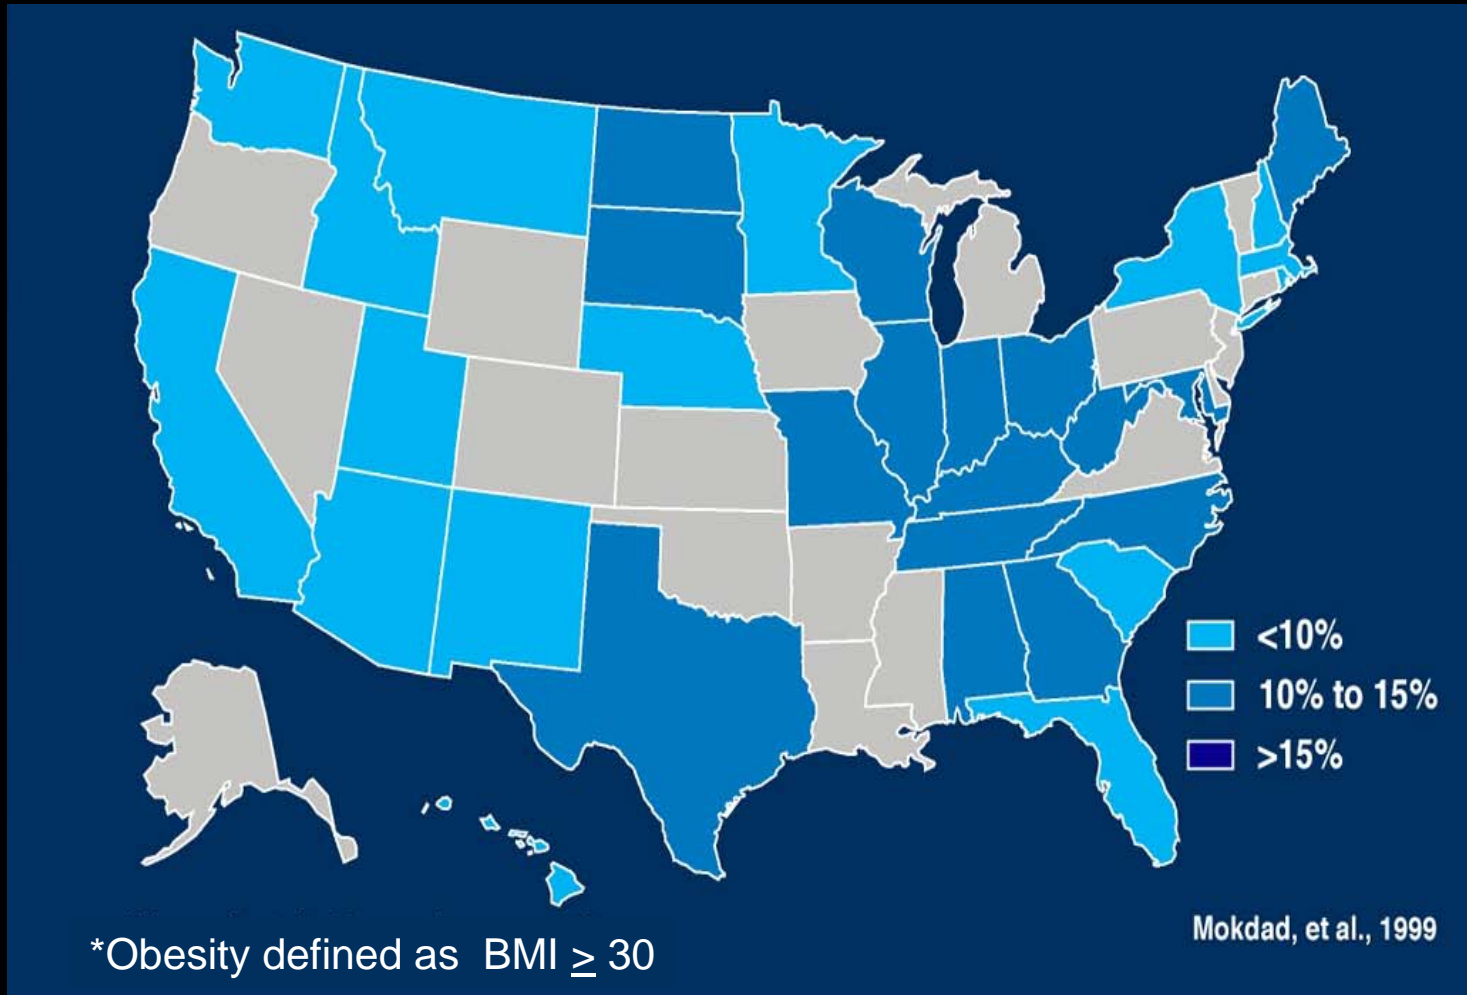 <10%
10% to 15%
>15%
Mokdad, et al., 1999
*Obesity defined as BMI ≥ 30